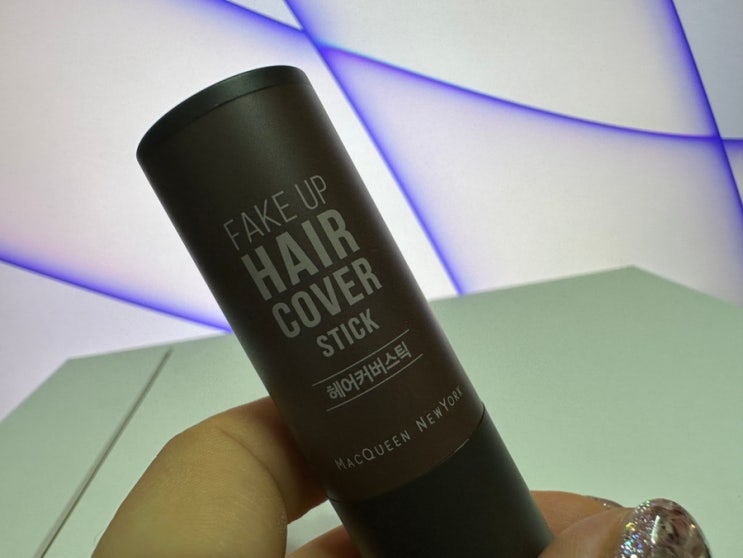 FAKE UP
HAIR
COVER
STICK
헤어커버스틱
MACQUEEN NEWYORK